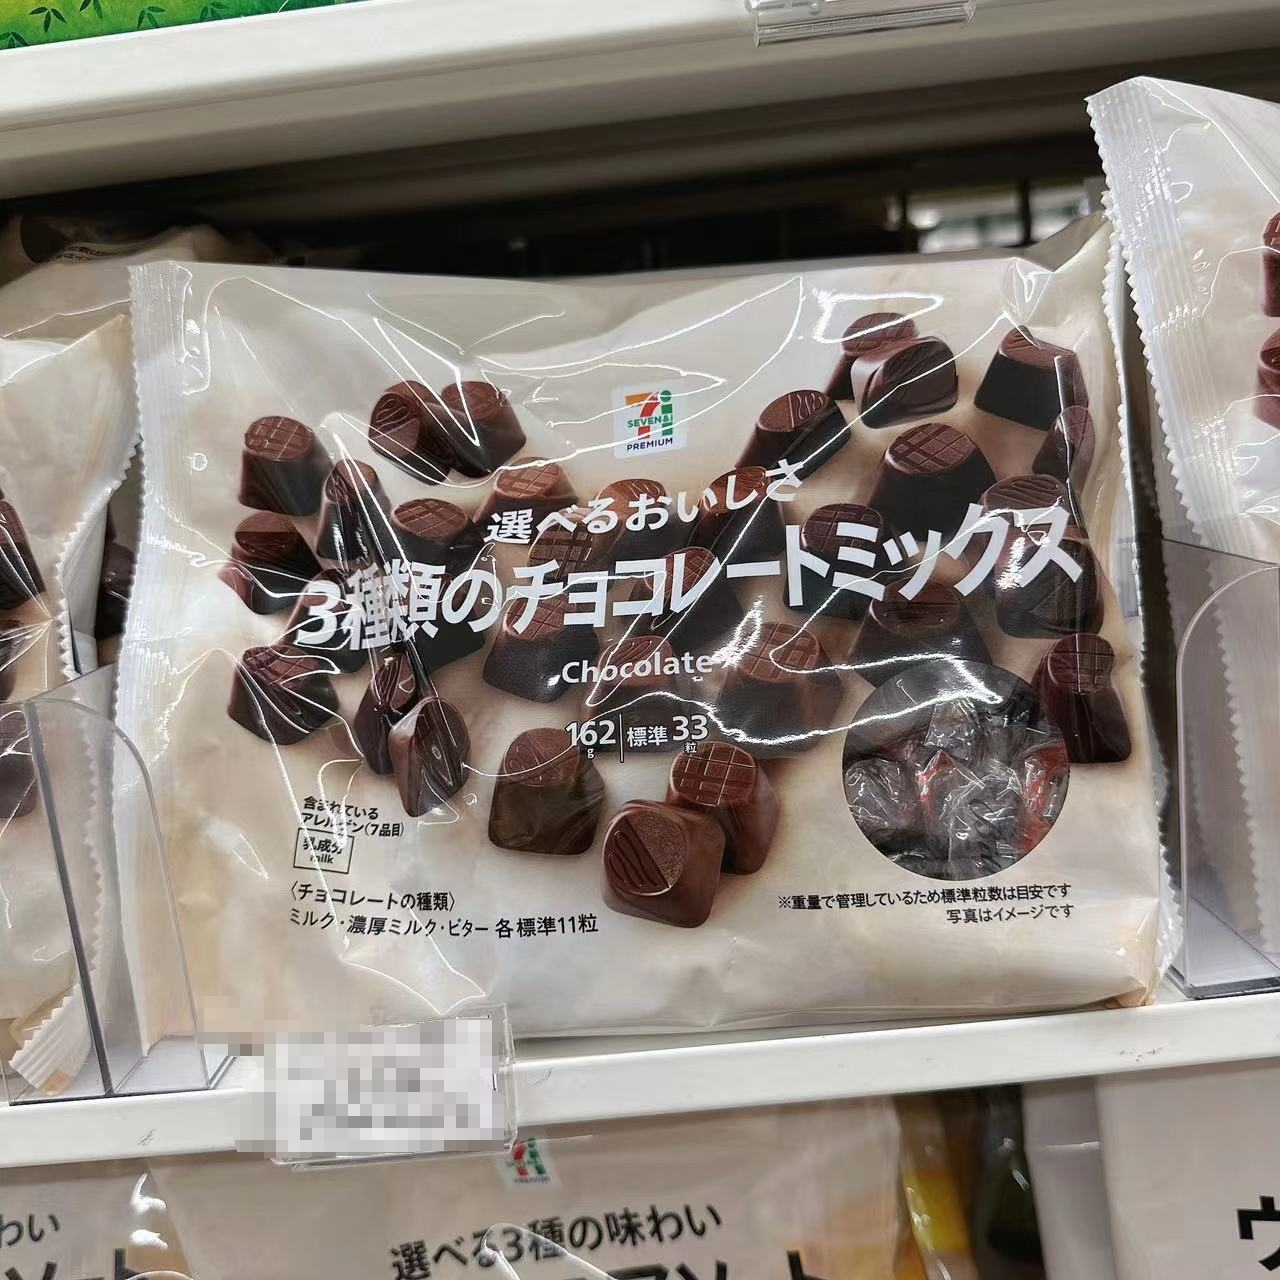 7i
SEVEN&i
PREMIUM
選べるおいしさ
3種類のチョコレートミックス
Chocolate
162g|標準33粒
含まれている
アレルゲン(7品目)
乳成分
milk
〈チョコレートの種類〉
ミルク・濃厚ミルク・ビター 各標準11粒
※重量で管理しているため標準粒数は目安です
写真はイメージです
PREMIUM
わい
選べる3種の味わい